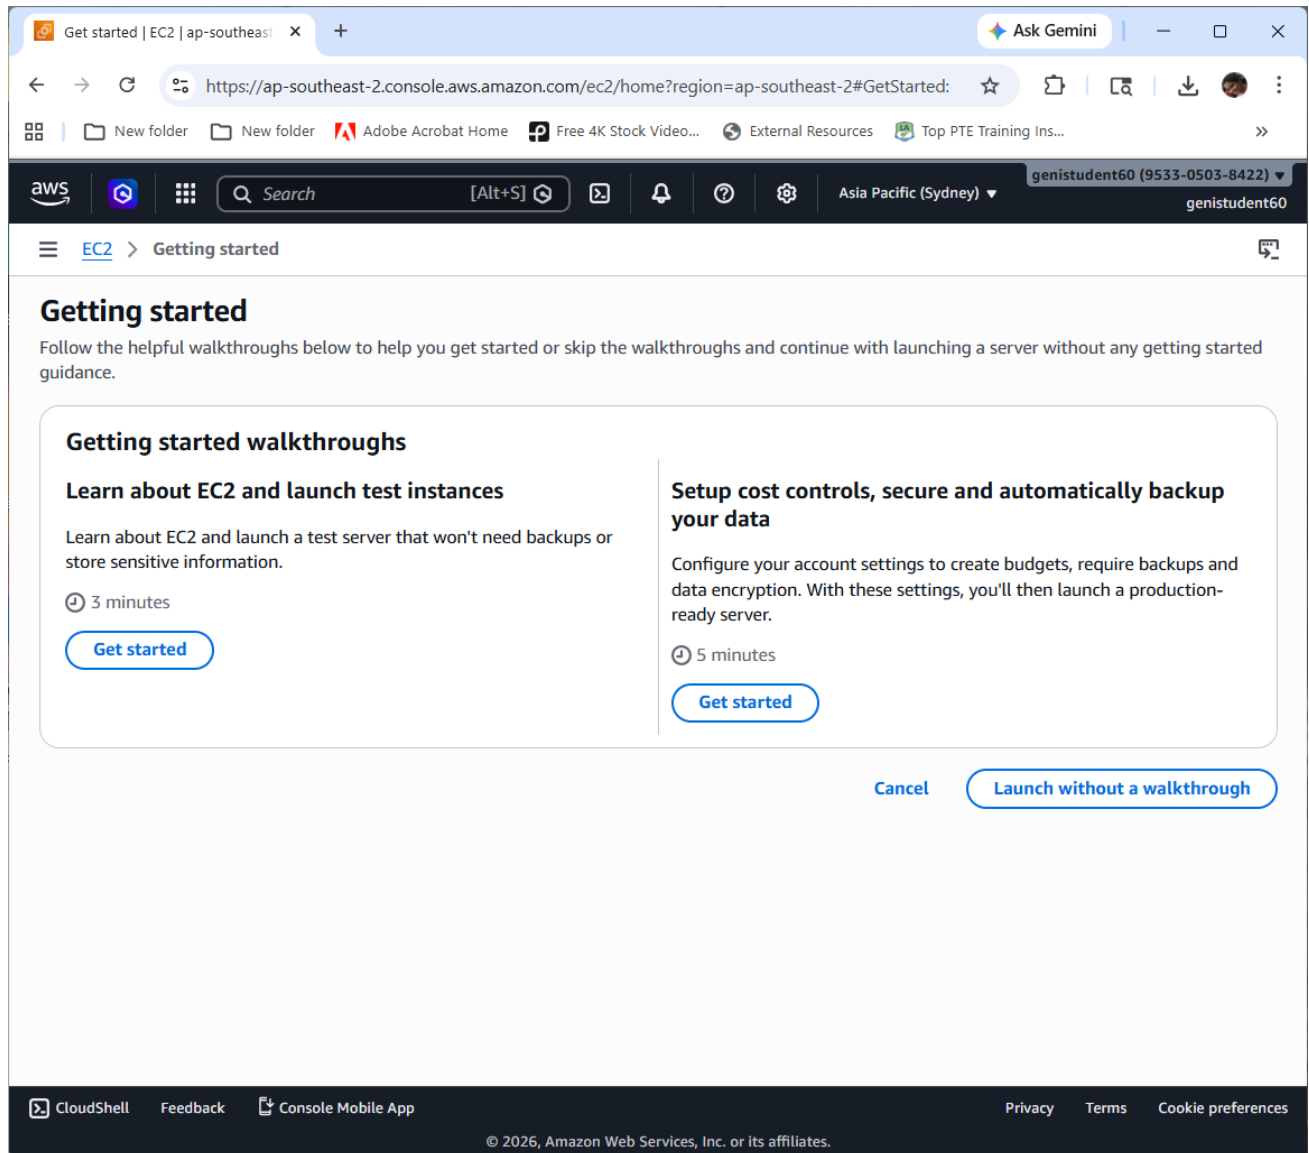 Get started | EC2 | ap-southeast
Ask Gemini
https://ap-southeast-2.console.aws.amazon.com/ec2/home?region=ap-southeast-2#GetStarted:
New folder
New folder
Adobe Acrobat Home
Free 4K Stock Video...
External Resources
Top PTE Training Ins...
aws
Search
[Alt+S]
Asia Pacific (Sydney)
genistudent60 (9533-0503-8422)
genistudent60
EC2 > Getting started
Getting started
Follow the helpful walkthroughs below to help you get started or skip the walkthroughs and continue with launching a server without any getting started
guidance.
Getting started walkthroughs
Learn about EC2 and launch test instances
Learn about EC2 and launch a test server that won't need backups or
store sensitive information.
3 minutes
Get started
Setup cost controls, secure and automatically backup
your data
Configure your account settings to create budgets, require backups and
data encryption. With these settings, you'll then launch a production-
ready server.
5 minutes
Get started
Cancel
Launch without a walkthrough
CloudShell
Feedback
Console Mobile App
Privacy
Terms
Cookie preferences
© 2026, Amazon Web Services, Inc. or its affiliates.